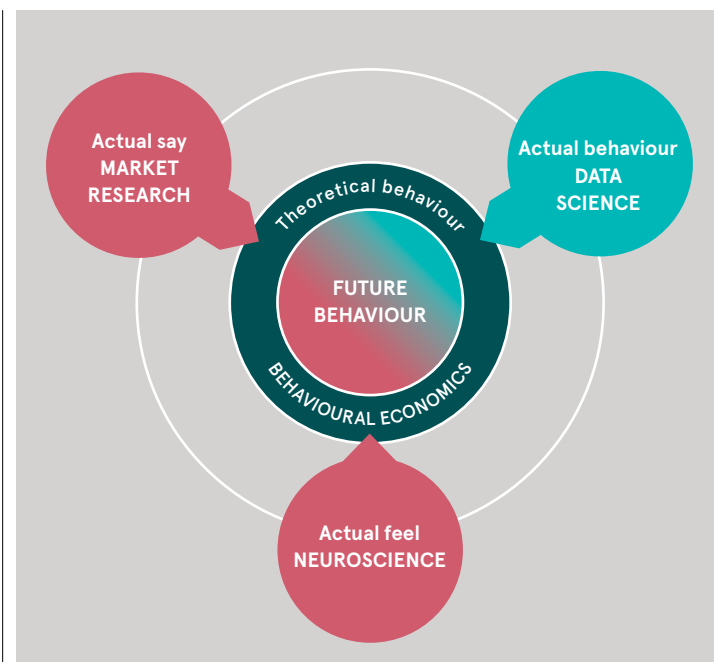 Actual say
MARKET
RESEARCH
Actual behaviour
DATA
SCIENCE
Theoretical behaviour
FUTURE
BEHAVIOUR
BEHAVIOURAL ECONOMICS
Actual feel
NEUROSCIENCE